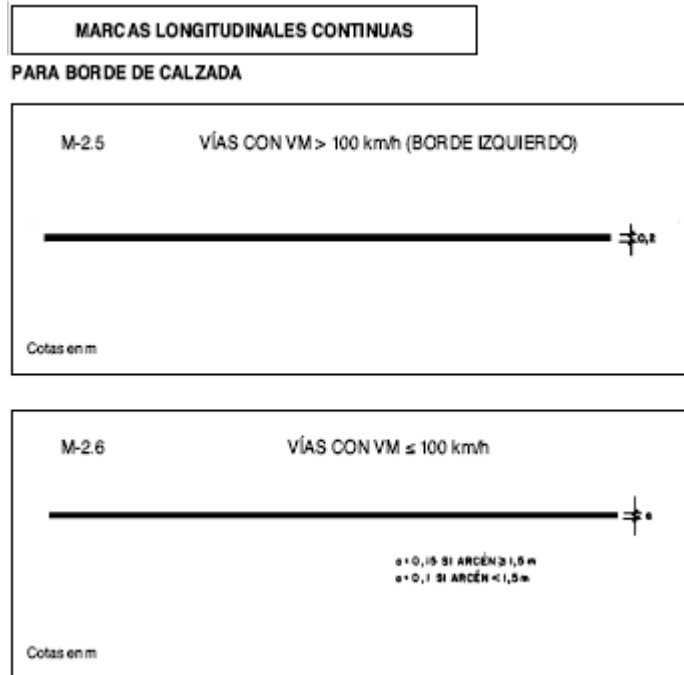 MARCAS LONGITUDINALES CONTINUAS
PARA BORDE DE CALZADA
M-2.5 VÍAS CON VM > 100 km/h (BORDE IZQUIERDO)
0,2
Cotas en m
M-2.6 VÍAS CON VM ≤ 100 km/h
a
a=0,15 SI ARCÉN ≥ 1,5 m
a=0,1 SI ARCÉN < 1,5 m
Cotas en m